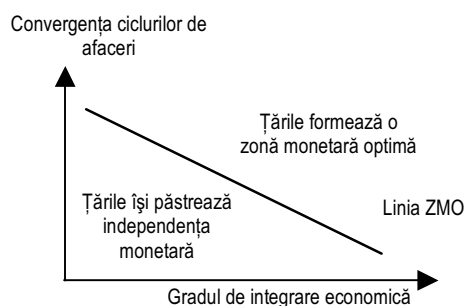 Convergența ciclurilor de
afaceri
Țările formează o
zonă monetară optimă
Țările îşi păstrează
independența
monetară
Linia ZMO
Gradul de integrare economică